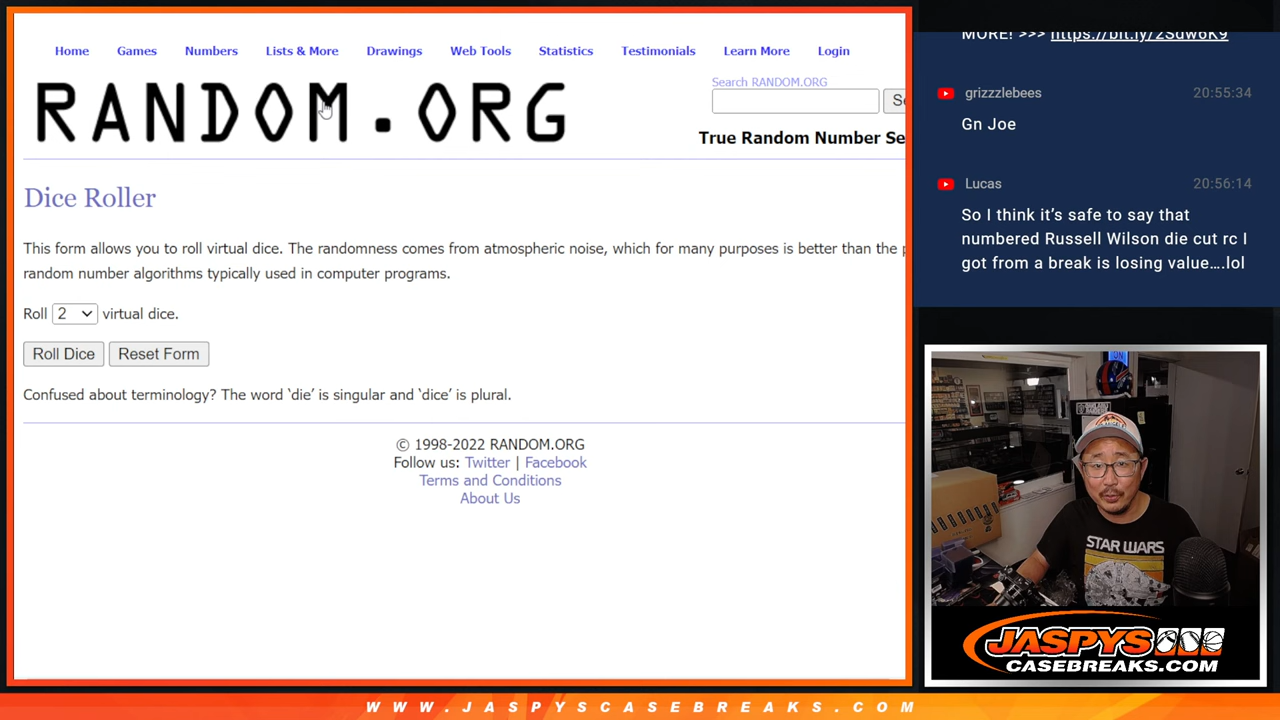 Home Games Numbers Lists & More Drawings Web Tools Statistics Testimonials Learn More Login
RANDOM.ORG
Search RANDOM.ORG
True Random Number Se
Dice Roller
This form allows you to roll virtual dice. The randomness comes from atmospheric noise, which for many purposes is better than the p
random number algorithms typically used in computer programs.
Roll 2 virtual dice.
Roll Dice Reset Form
Confused about terminology? The word ‘die’ is singular and ‘dice’ is plural.
© 1998-2022 RANDOM.ORG
Follow us: Twitter | Facebook
Terms and Conditions
About Us
MORE! >>> https://bit.ly/2Sdw6K9
grizzzlebees 20:55:34
Gn Joe
Lucas 20:56:14
So I think it’s safe to say that
numbered Russell Wilson die cut rc I
got from a break is losing value....lol
ON
STAR WARS
JASPYS
CASEBREAKS.COM
WWW.JASPYSCASEBREAKS.COM